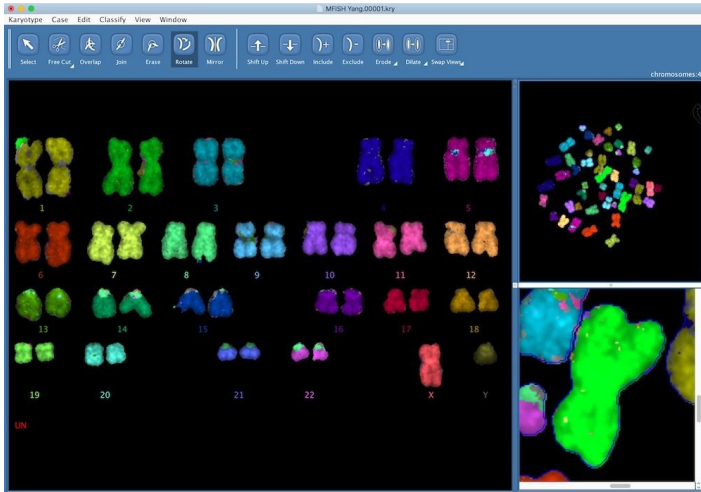 MFISH Yang:00001.kry
Karyotype Case Edit Classify View Window
Select Free Cut Overlap Join Erase Rotate Mirror Shift Up Shift Down Include Exclude Erode Dilate Swap Views
chromosomes:4
1 2 3 4 5
6 7 8 9 10 11 12
13 14 15 16 17 18
19 20 21 22 X Y
UN